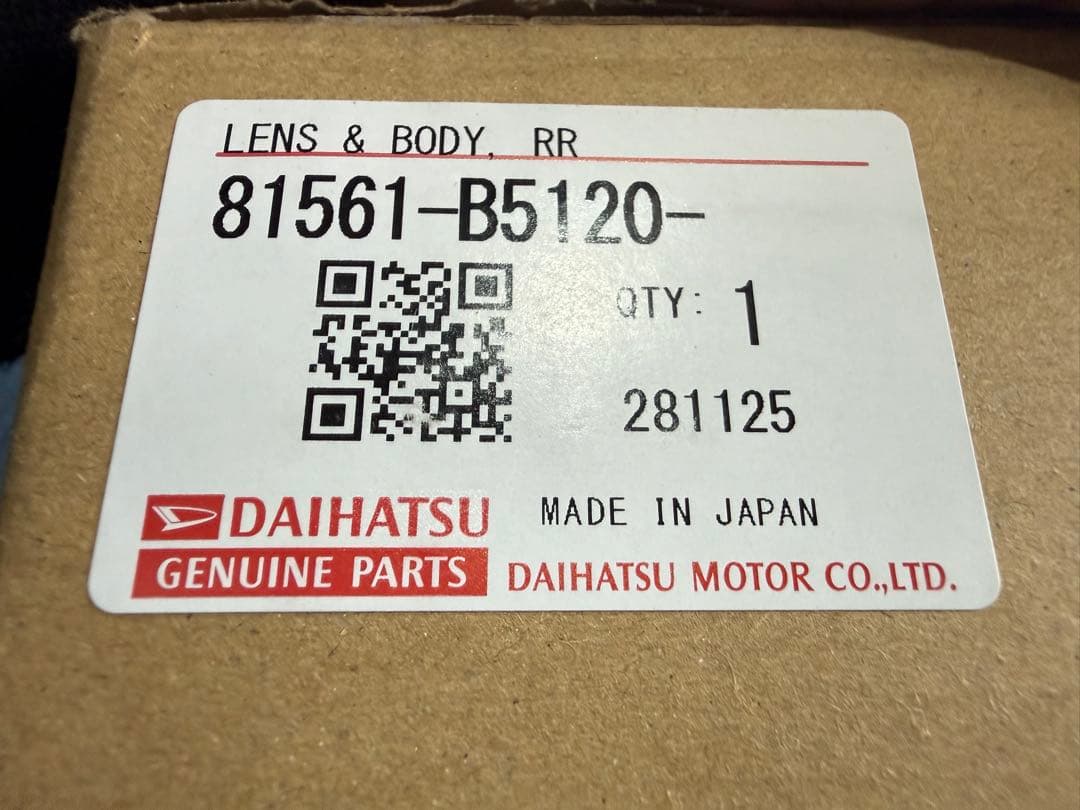 LENS & BODY, RR
81561-B5120-
QTY: 1
281125
DAIHATSU MADE IN JAPAN
GENUINE PARTS DAIHATSU MOTOR CO.,LTD.